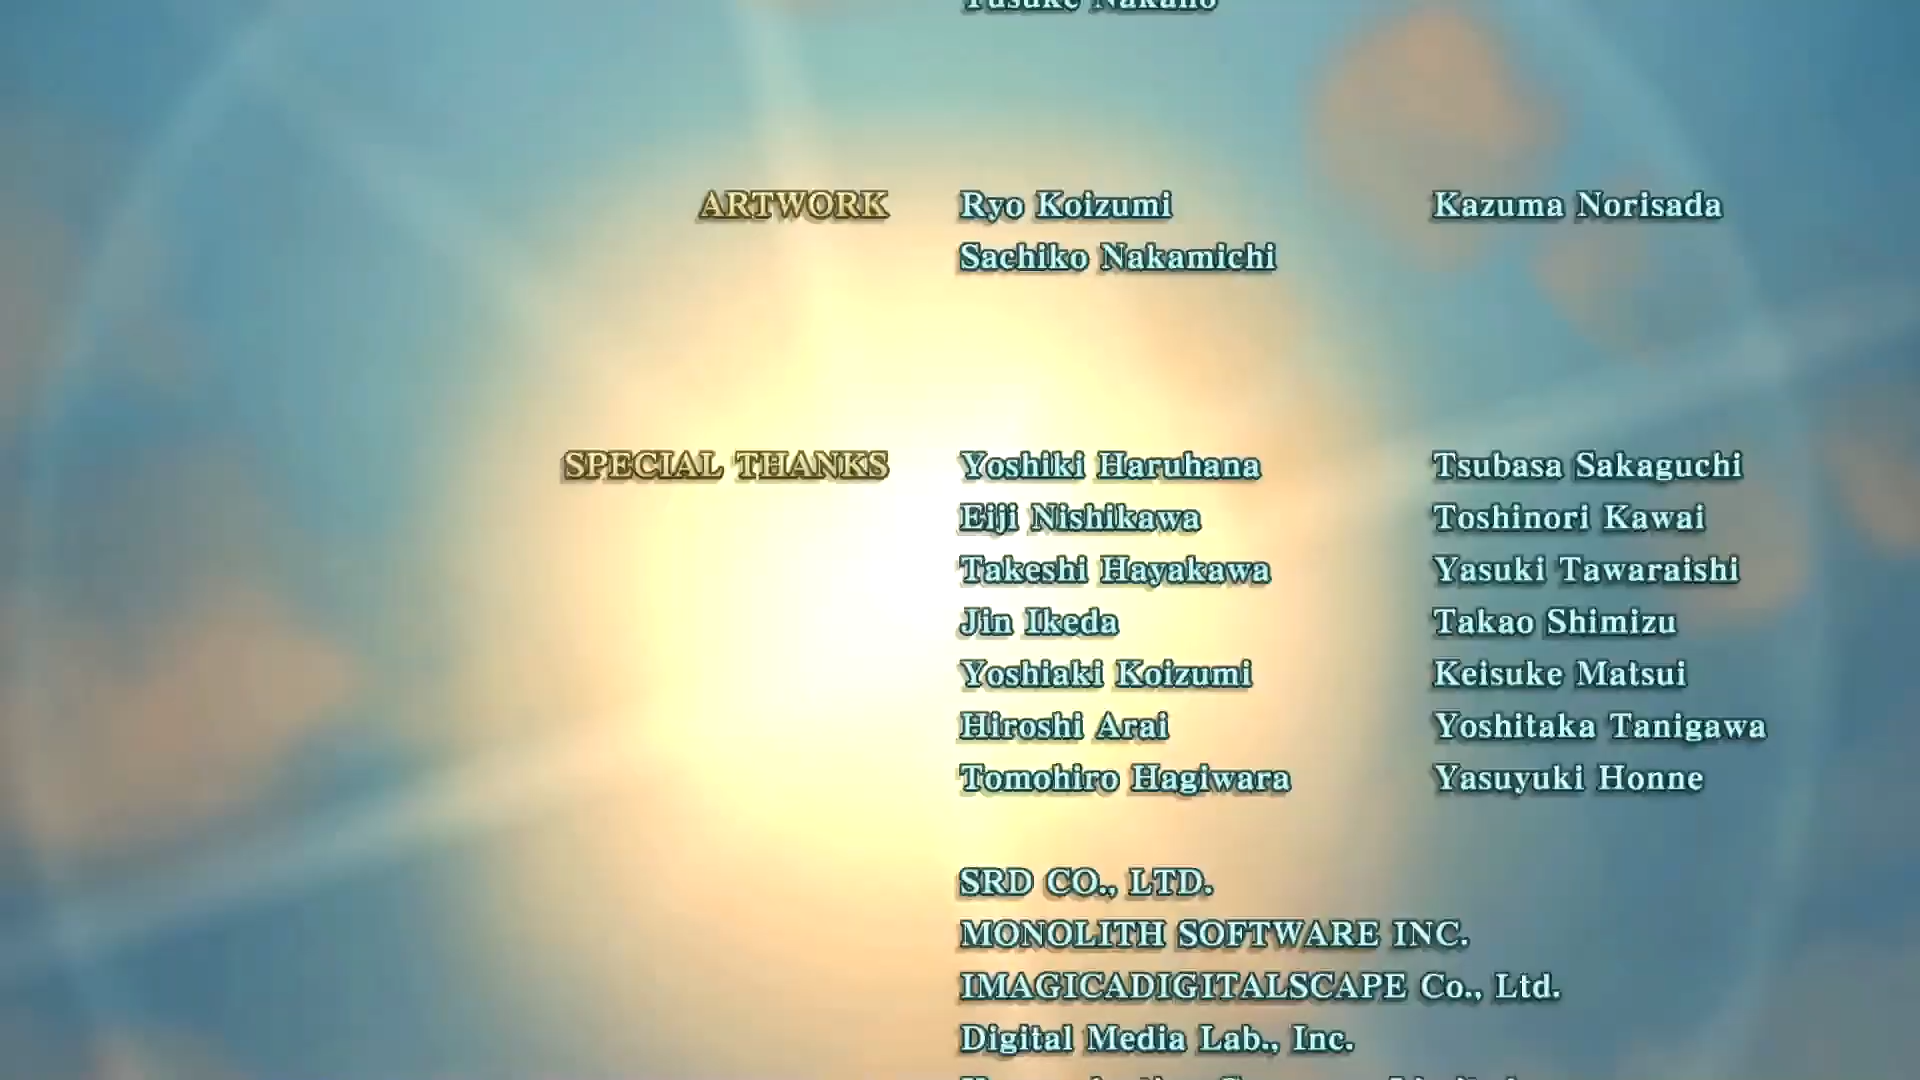 Yusuke Nakano
ARTWORK Ryo Koizumi Kazuma Norisada
Sachiko Nakamichi
SPECIAL THANKS Yoshiki Haruhana Tsubasa Sakaguchi
Eiji Nishikawa Toshinori Kawai
Takeshi Hayakawa Yasuki Tawaraishi
Jin Ikeda Takao Shimizu
Yoshiaki Koizumi Keisuke Matsui
Hiroshi Arai Yoshitaka Tanigawa
Tomohiro Hagiwara Yasuyuki Honne
SRD CO., LTD.
MONOLITH SOFTWARE INC.
IMAGICADIGITALSCAPE Co., Ltd.
Digital Media Lab., Inc.